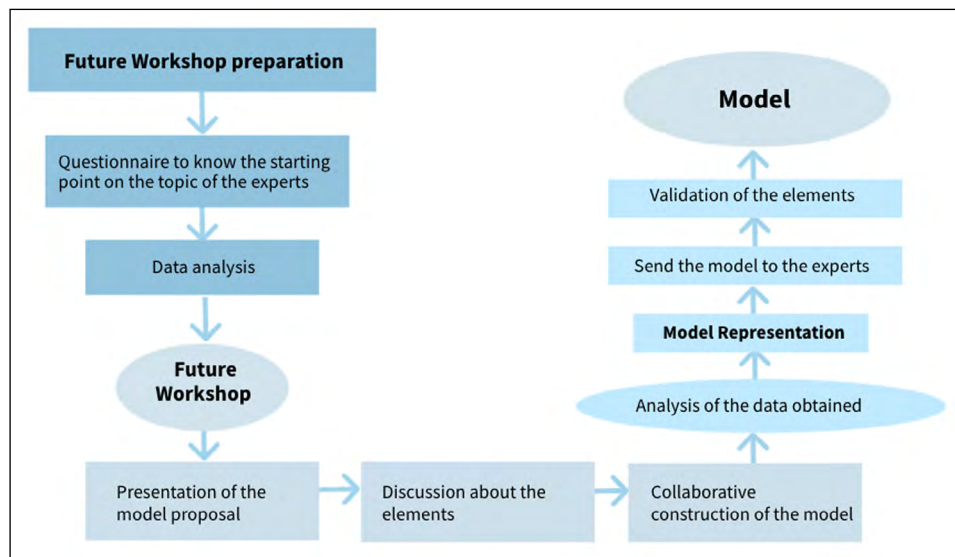 Future Workshop preparation
Questionnaire to know the starting
point on the topic of the experts
Data analysis
Future
Workshop
Presentation of the
model proposal
Discussion about the
elements
Collaborative
construction of the model
Analysis of the data obtained
Model Representation
Send the model to the experts
Validation of the elements
Model